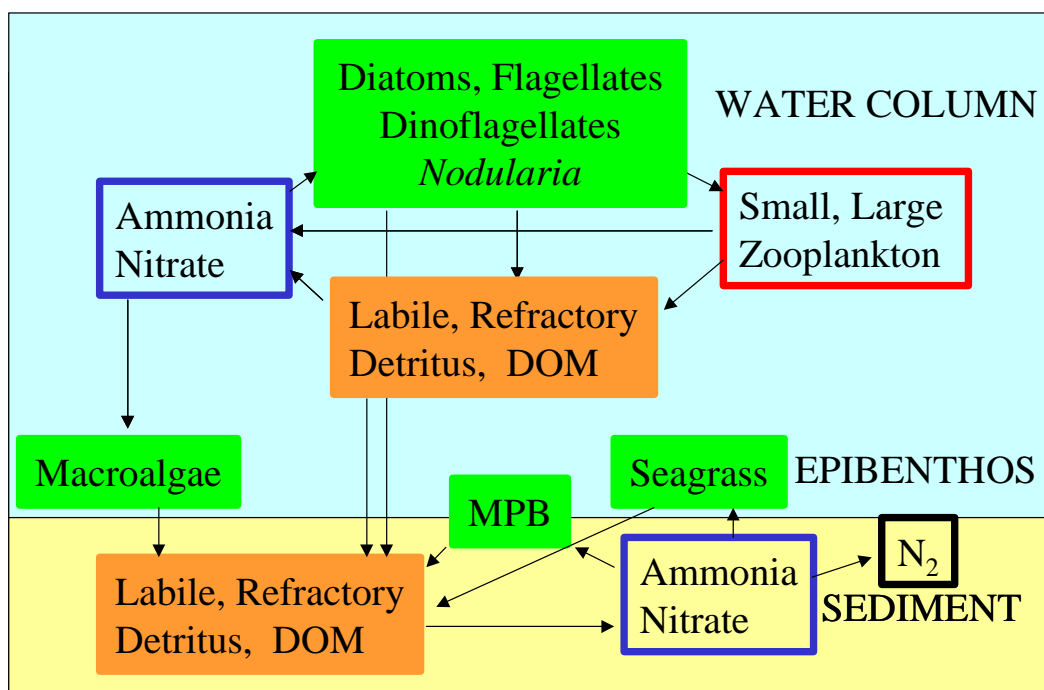 Diatoms, Flagellates
Dinoflagellates
Nodularia
WATER COLUMN
Ammonia
Nitrate
Small, Large
Zooplankton
Labile, Refractory
Detritus, DOM
Macroalgae
Seagrass
EPIBENTHOS
MPB
N₂
Labile, Refractory
Detritus, DOM
Ammonia
Nitrate
SEDIMENT